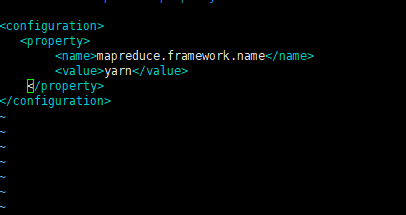 <configuration>
<property>
<name>mapreduce.framework.name</name>
<value>yarn</value>
</property>
</configuration>
~
~
~
~
~
~
~